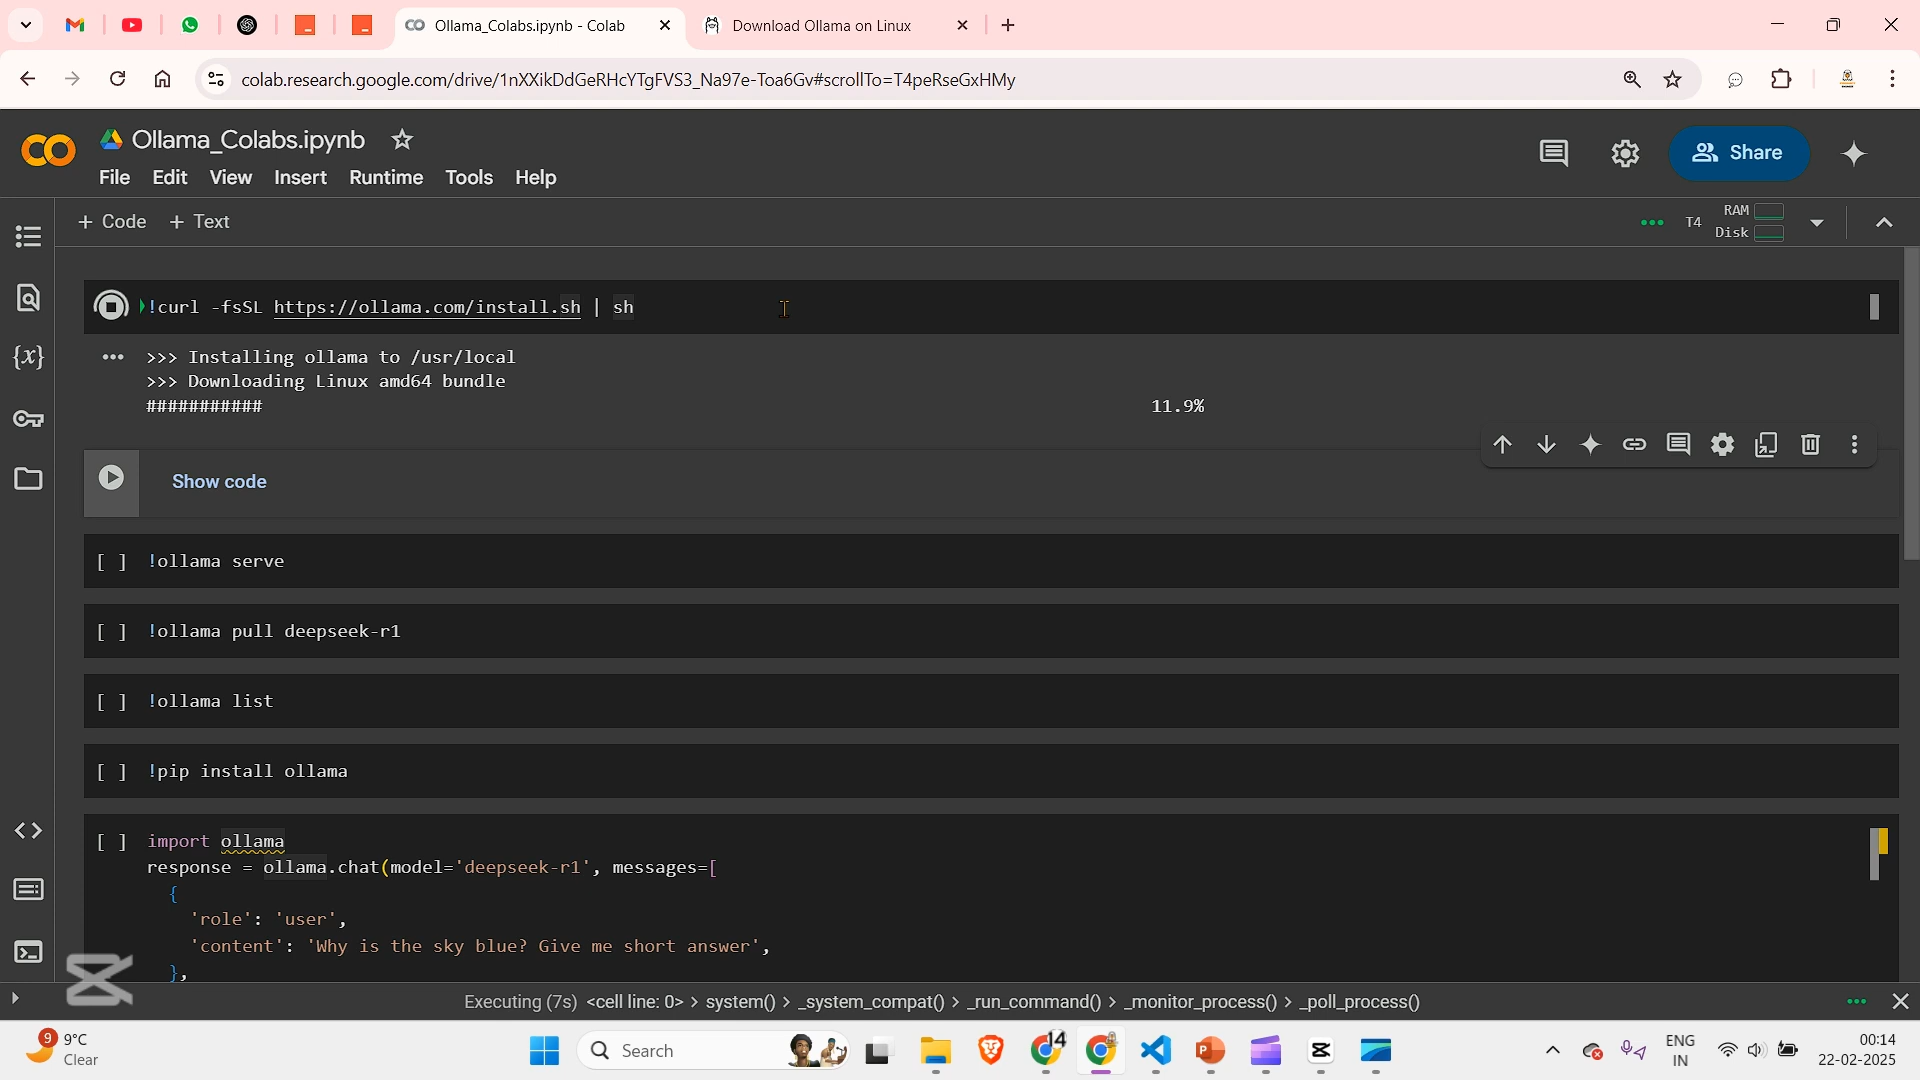 Ollama_Colabs.ipynb - Colab
Download Ollama on Linux
colab.research.google.com/drive/1nXXikDdGeRHcYTgFVS3_Na97e-Toa6Gv#scrollTo=T4peRseGxHMy
Ollama_Colabs.ipynb
Share
File Edit View Insert Runtime Tools Help
+ Code + Text
T4 RAM
Disk
!curl -fsSL https://ollama.com/install.sh | sh
>>> Installing ollama to /usr/local
>>> Downloading Linux amd64 bundle
########### 11.9%
Show code
[ ] !ollama serve
[ ] !ollama pull deepseek-r1
[ ] !ollama list
[ ] !pip install ollama
[ ] import ollama
response = ollama.chat(model='deepseek-r1', messages=[
{
'role': 'user',
'content': 'Why is the sky blue? Give me short answer',
},
Executing (7s) <cell line: 0> > system() > _system_compat() > _run_command() > _monitor_process() > _poll_process()
9
9°C
Clear
Search
14
ENG
IN
00:14
22-02-2025